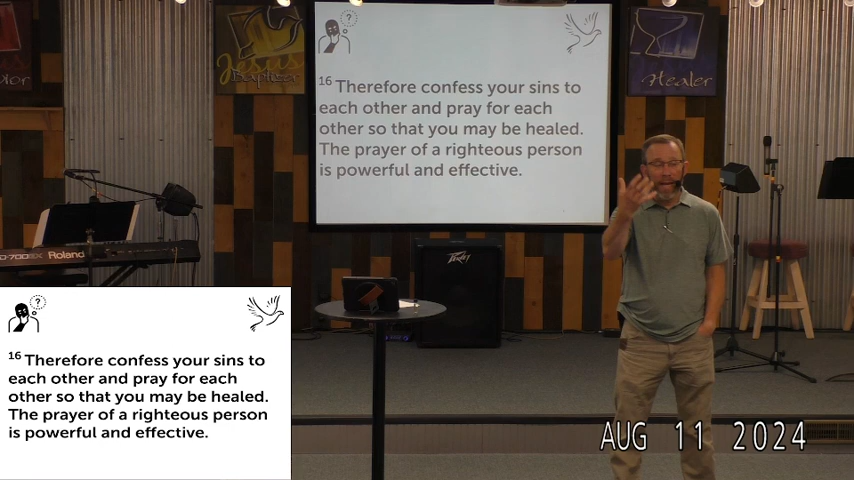 ?
Jesus
Baptizer
Healer
16 Therefore confess your sins to
each other and pray for each
other so that you may be healed.
The prayer of a righteous person
is powerful and effective.
Roland
PEAVEY
?
16 Therefore confess your sins to
each other and pray for each
other so that you may be healed.
The prayer of a righteous person
is powerful and effective.
AUG 11 2024